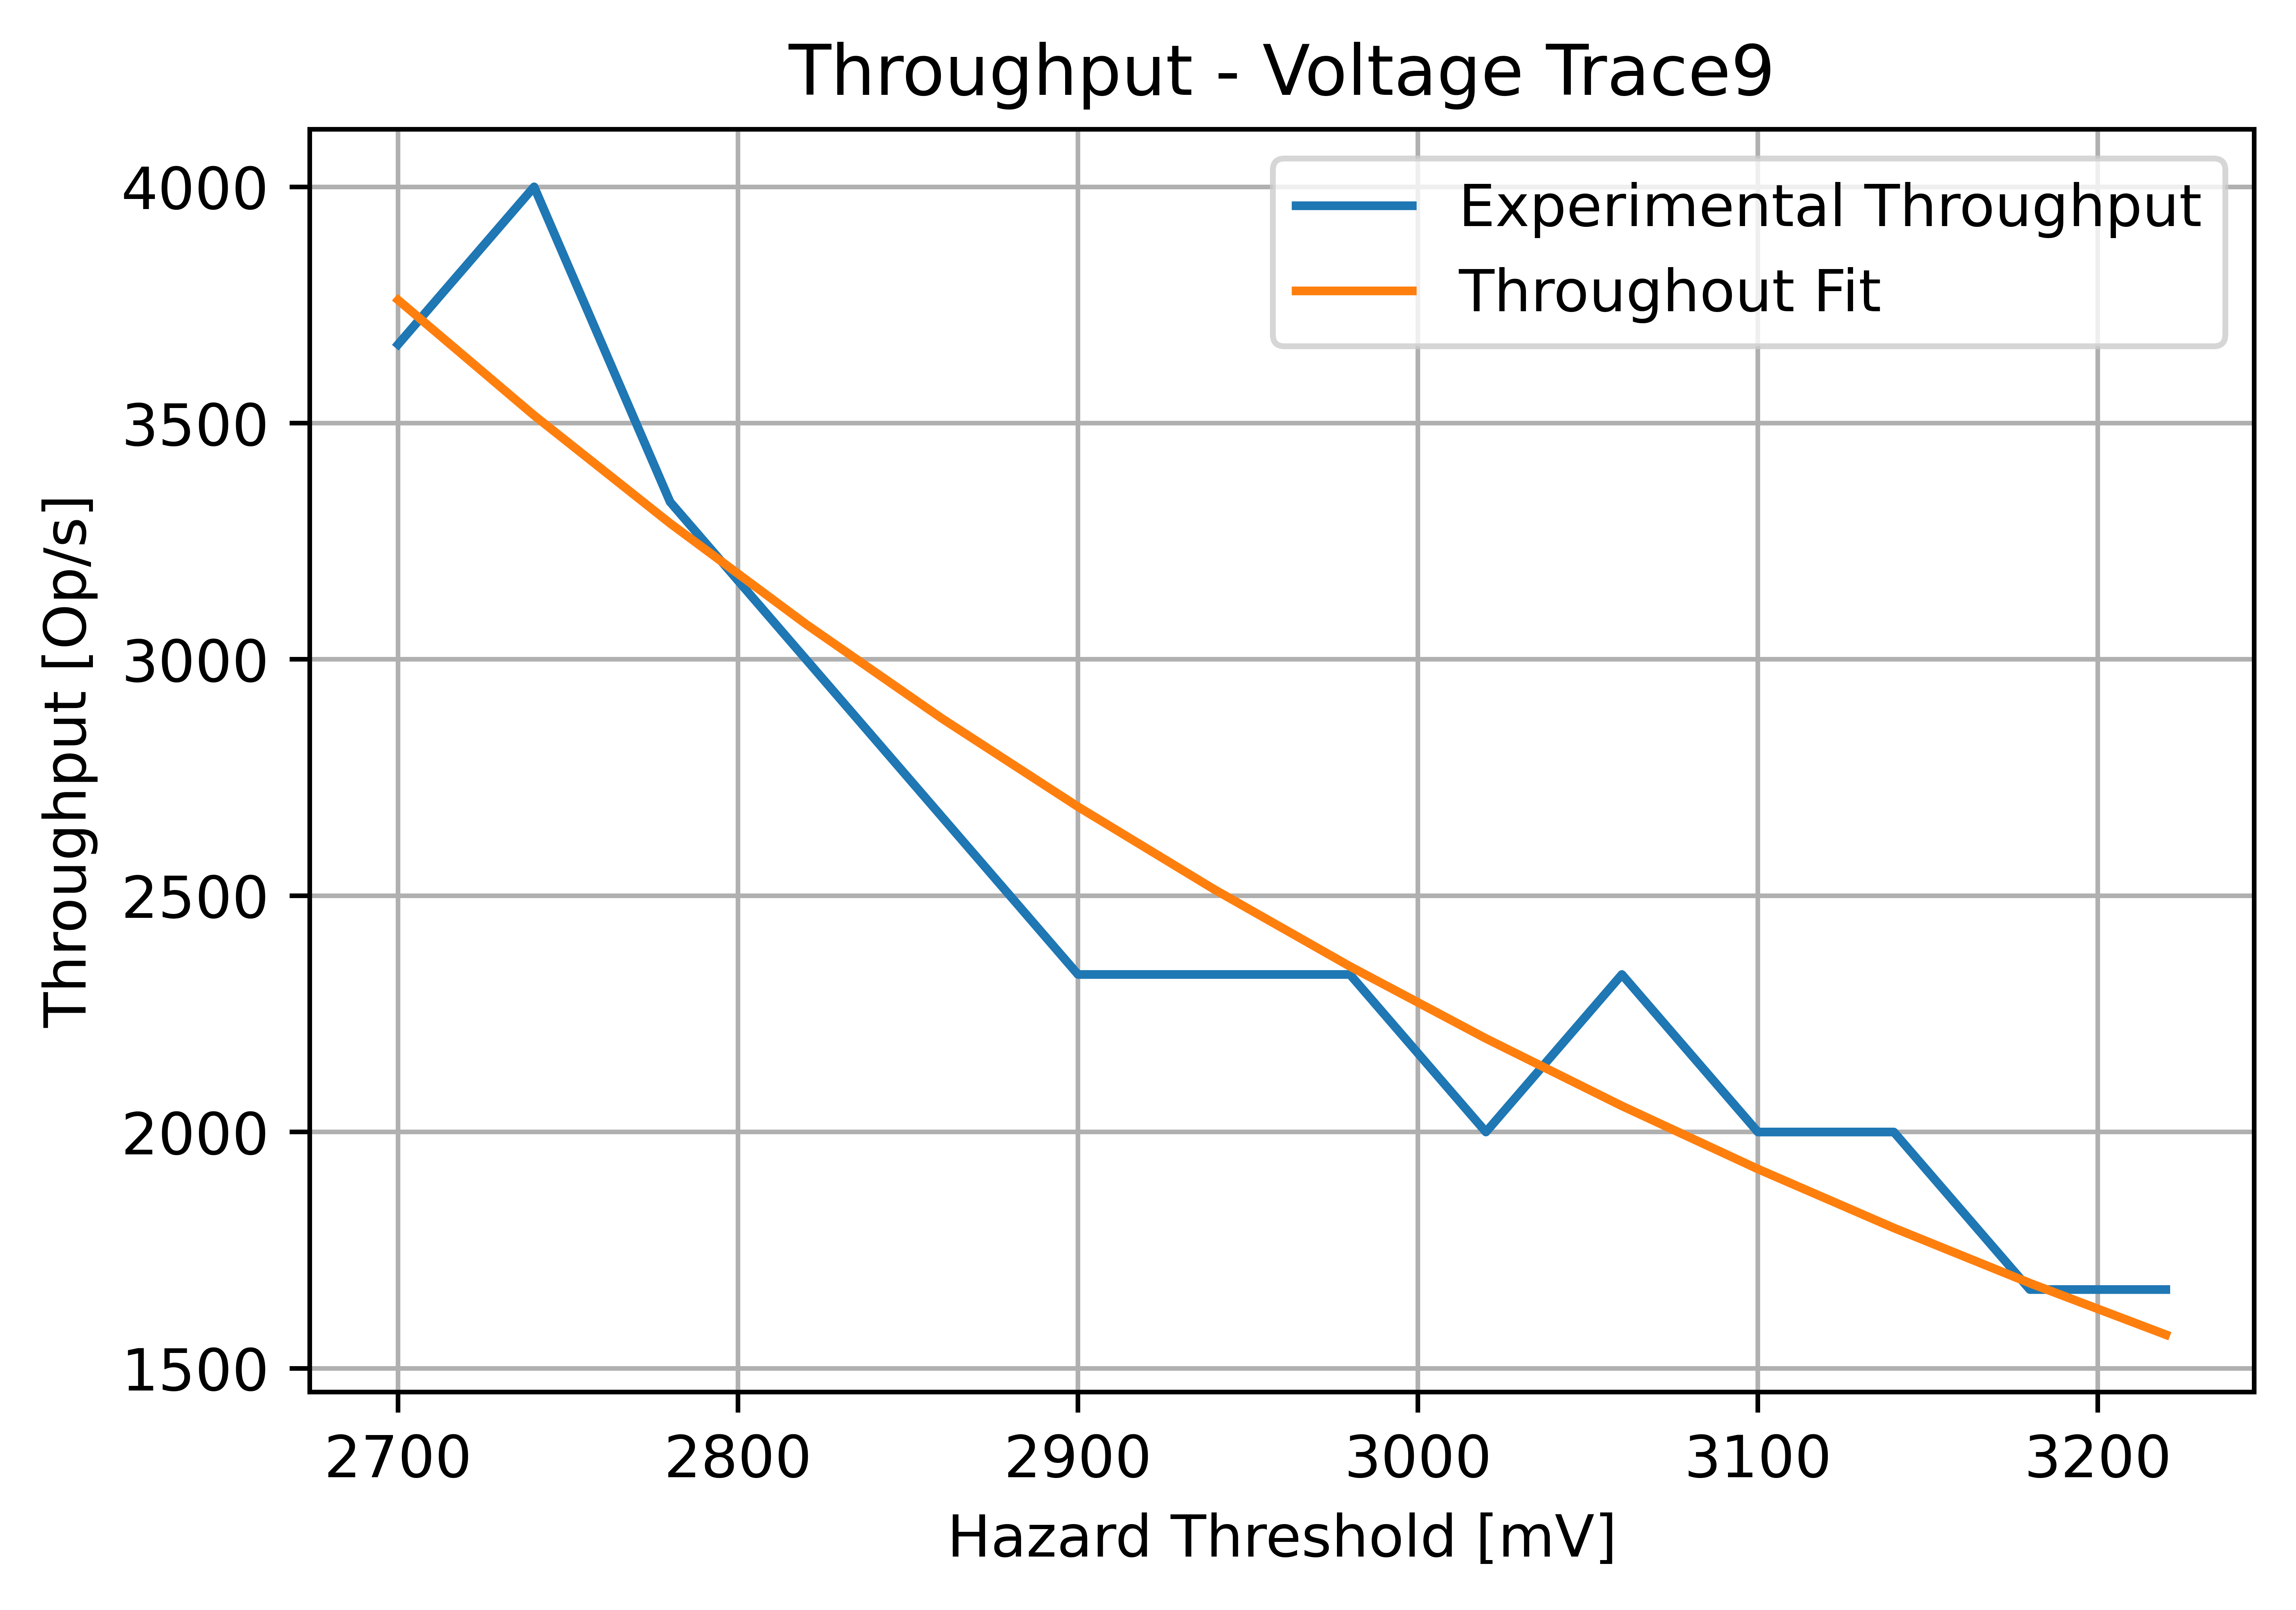 Throughput - Voltage Trace9
Experimental Throughput
Throughout Fit
4000
3500
3000
2500
2000
1500
Throughput [Op/s]
2700 2800 2900 3000 3100 3200
Hazard Threshold [mV]